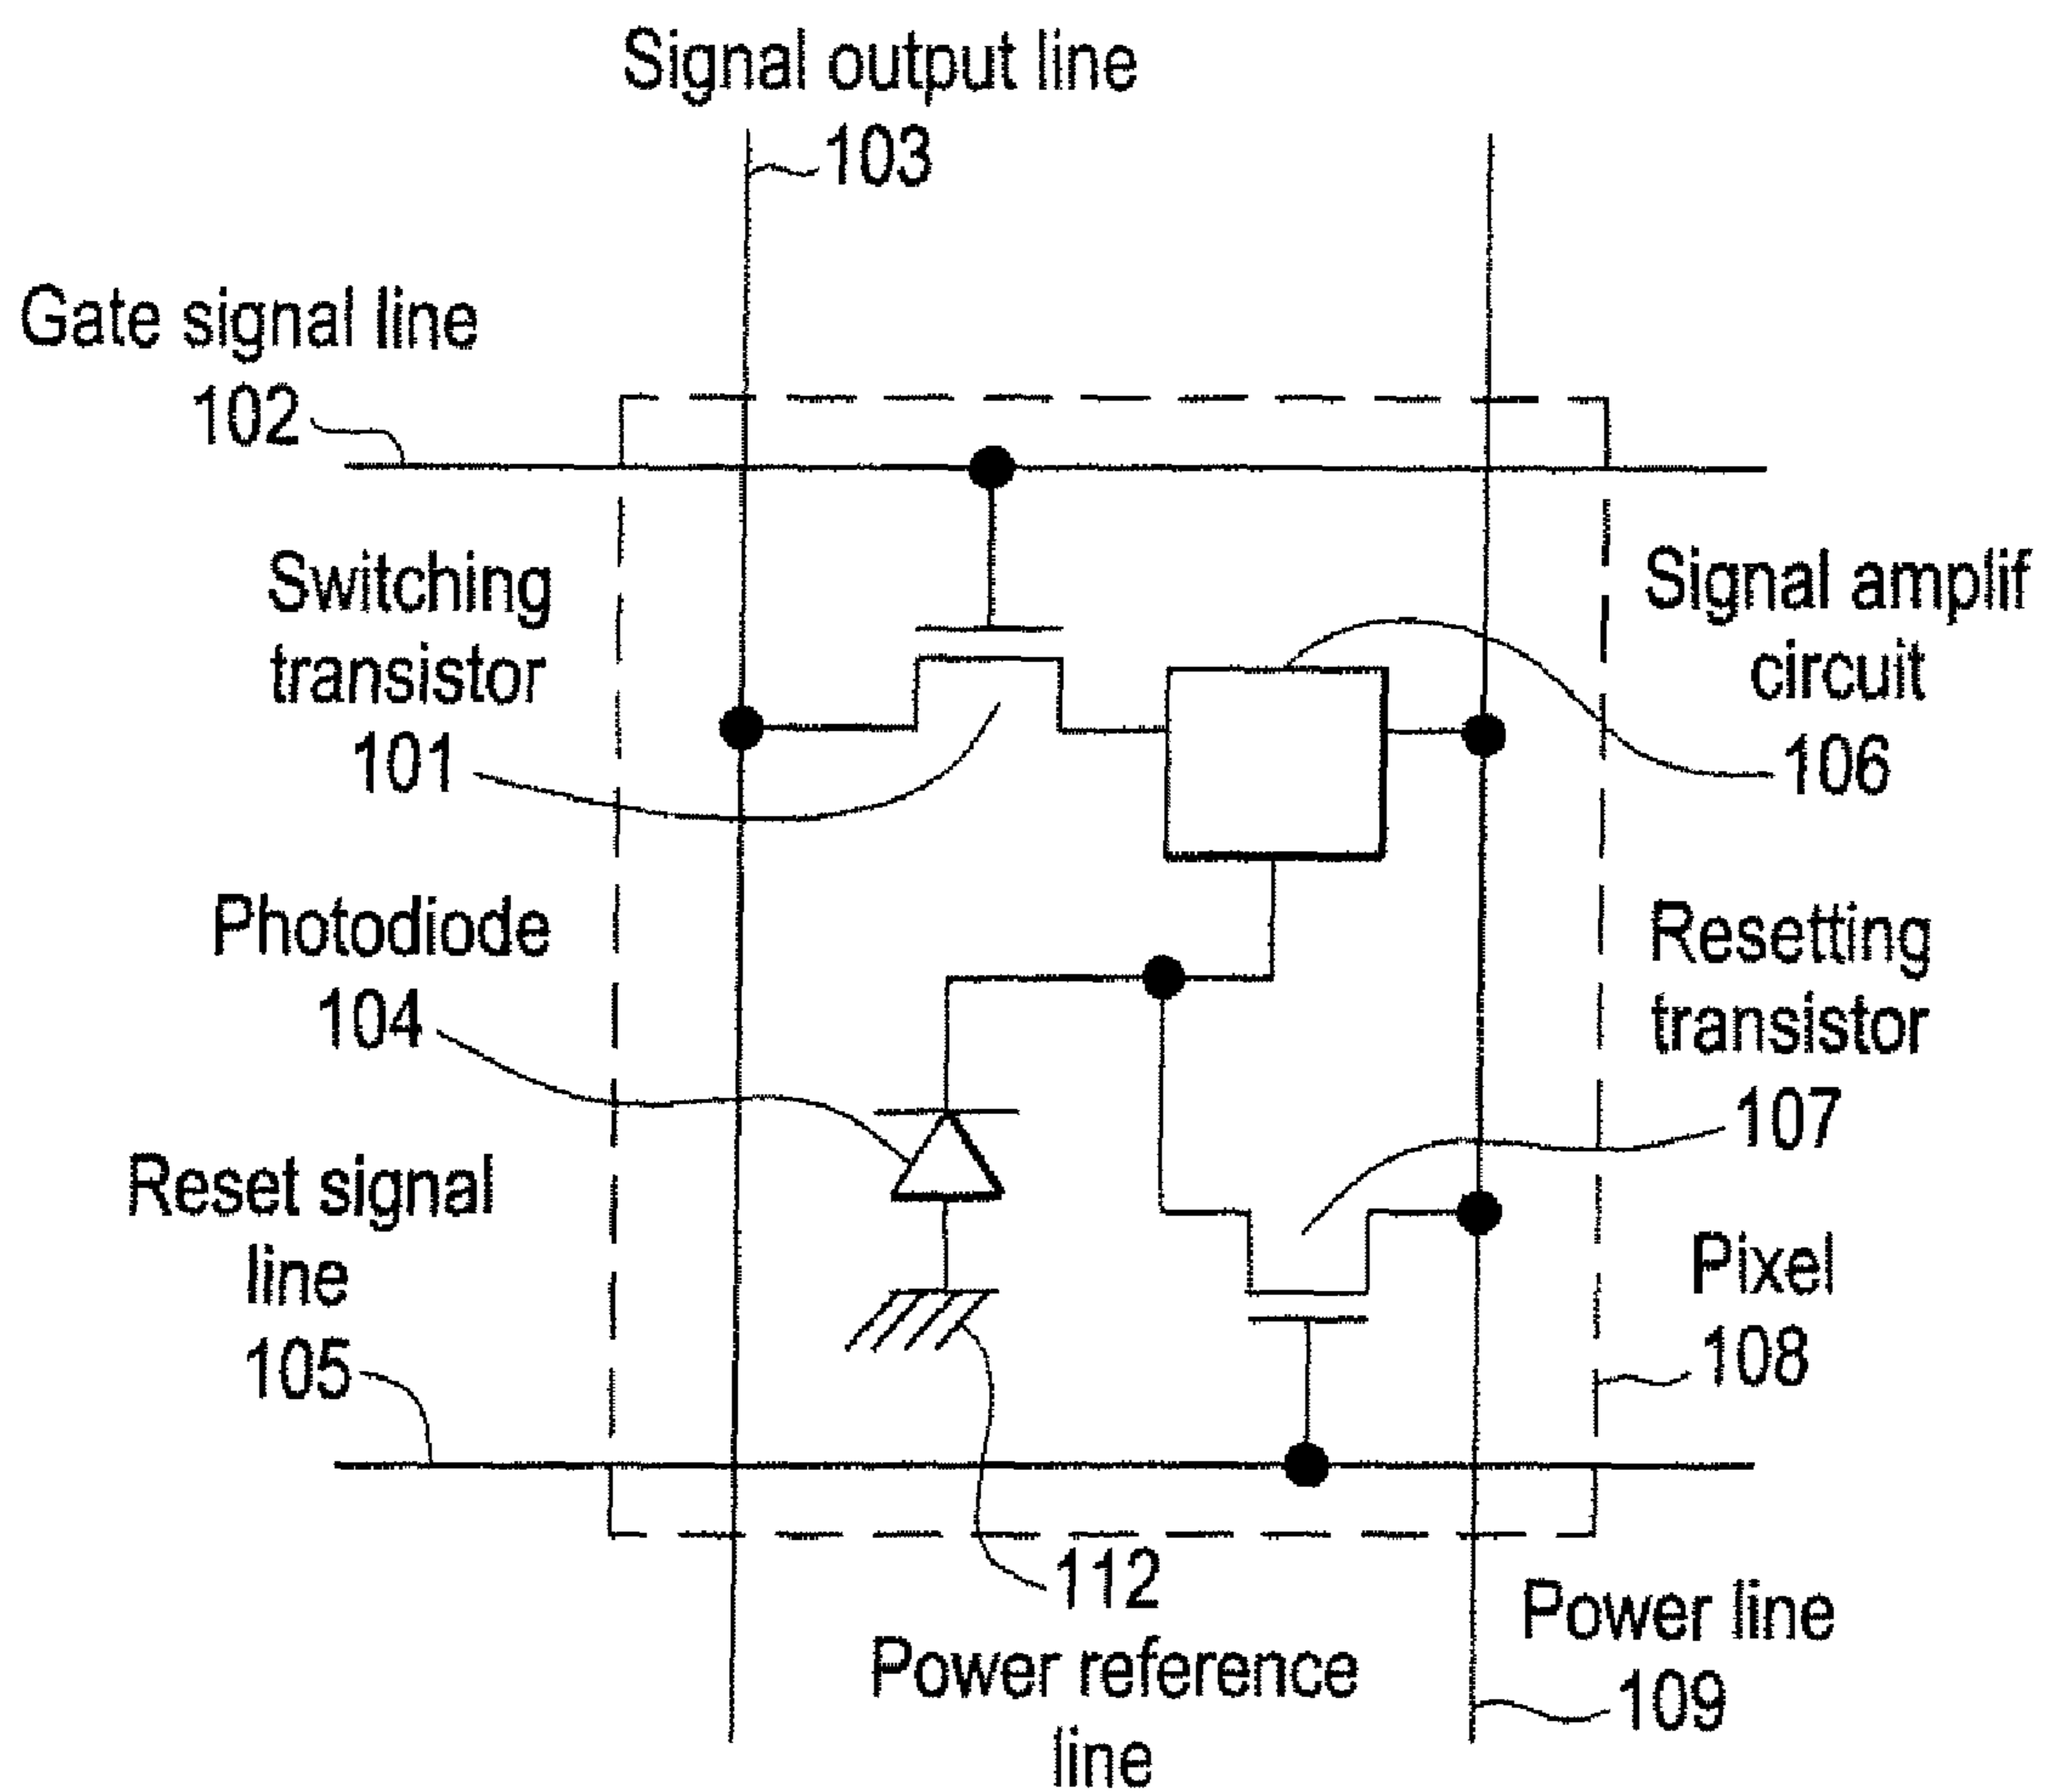 Signal output line
103
Gate signal line
102
Switching
transistor
101
Signal amplif
circuit
106
Photodiode
104
Resetting
transistor
107
Reset signal
line
105
Pixel
108
112
Power reference
line
Power line
109